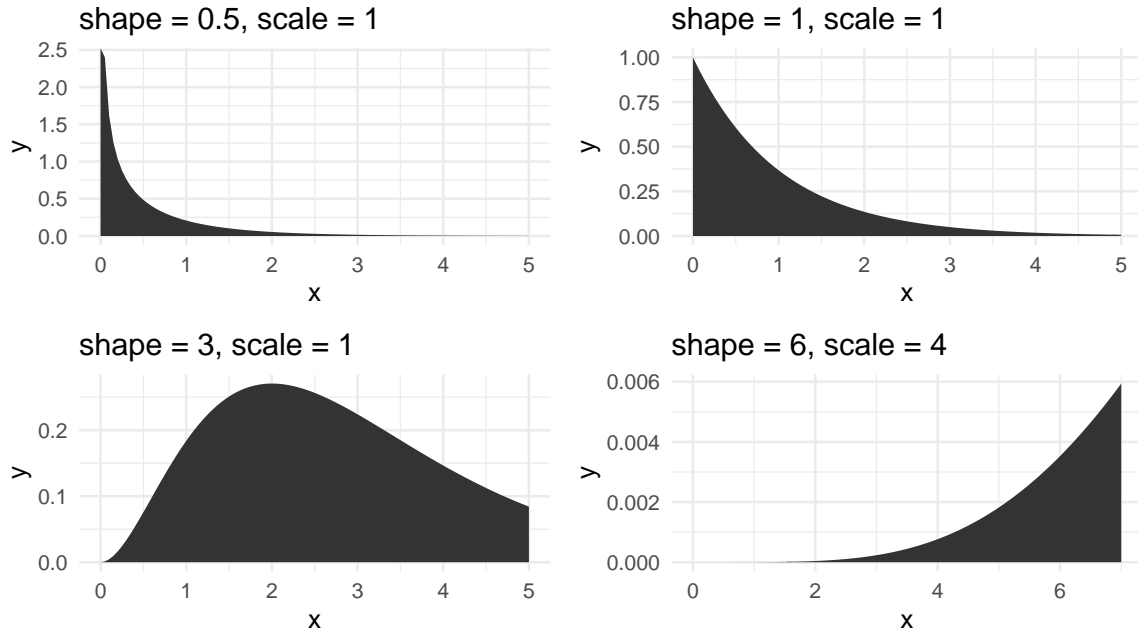 shape = 0.5, scale = 1
2.5
2.0
1.5
1.0
0.5
0.0
y
0 1 2 3 4 5
x
shape = 1, scale = 1
1.00
0.75
0.50
0.25
0.00
y
0 1 2 3 4 5
x
shape = 3, scale = 1
0.2
0.1
0.0
y
0 1 2 3 4 5
x
shape = 6, scale = 4
0.006
0.004
0.002
0.000
y
0 2 4 6
x